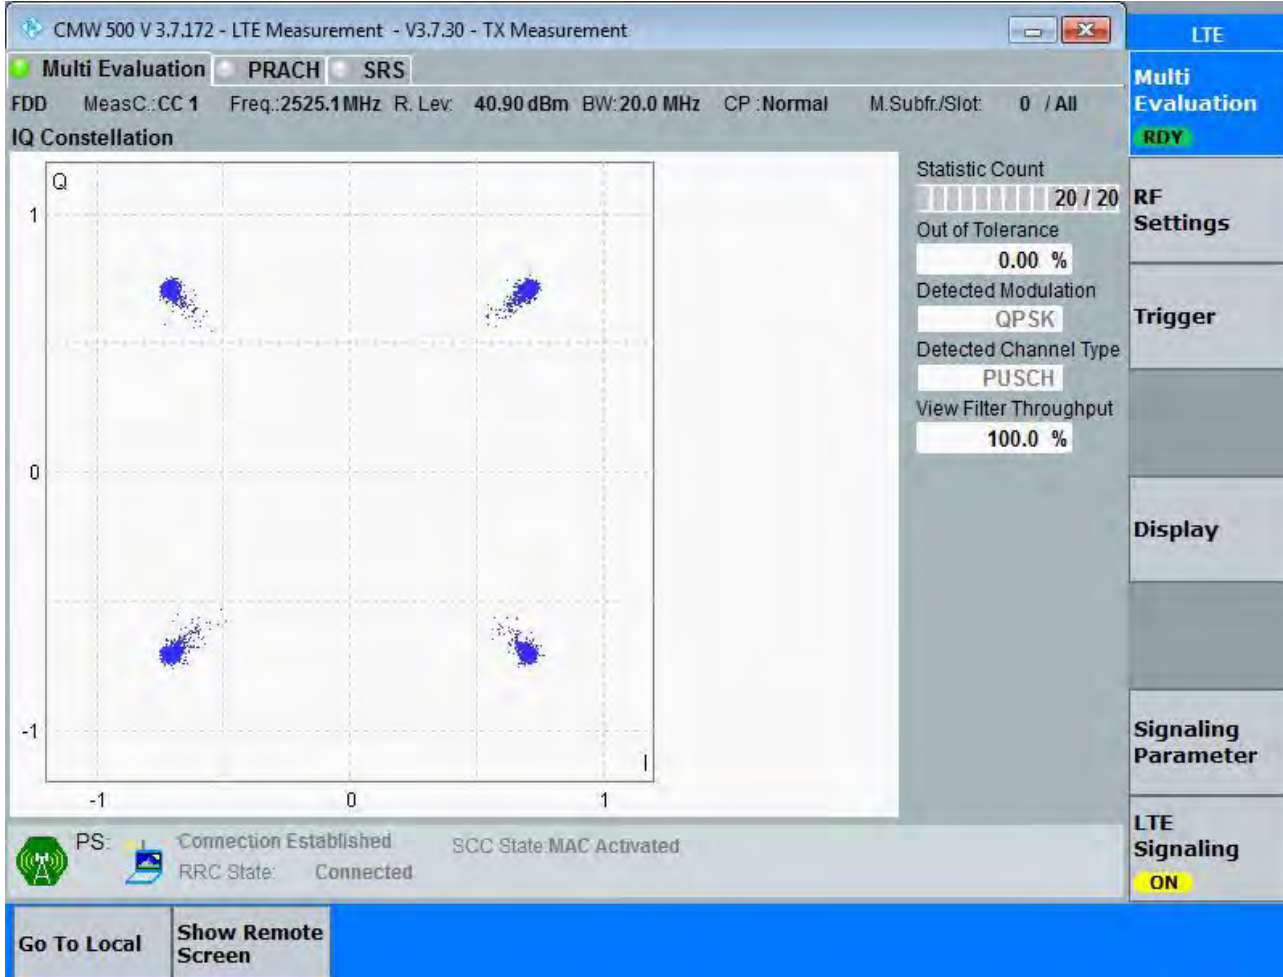 CMW 500 V 3.7.172 - LTE Measurement - V3.7.30 - TX Measurement
LTE
Multi Evaluation PRACH SRS
Multi
Evaluation
RDY
FDD MeasC.:CC 1 Freq.:2525.1 MHz R. Lev: 40.90 dBm BW: 20.0 MHz CP :Normal M.Subfr./Slot: 0 / All
IQ Constellation
Q
1
0
-1
-1 0 1
I
Statistic Count
20 / 20
Out of Tolerance
0.00 %
Detected Modulation
QPSK
Detected Channel Type
PUSCH
View Filter Throughput
100.0 %
RF
Settings
Trigger
Display
Signaling
Parameter
LTE
Signaling
ON
PS: Connection Established SCC State:MAC Activated
RRC State: Connected
Go To Local
Show Remote
Screen